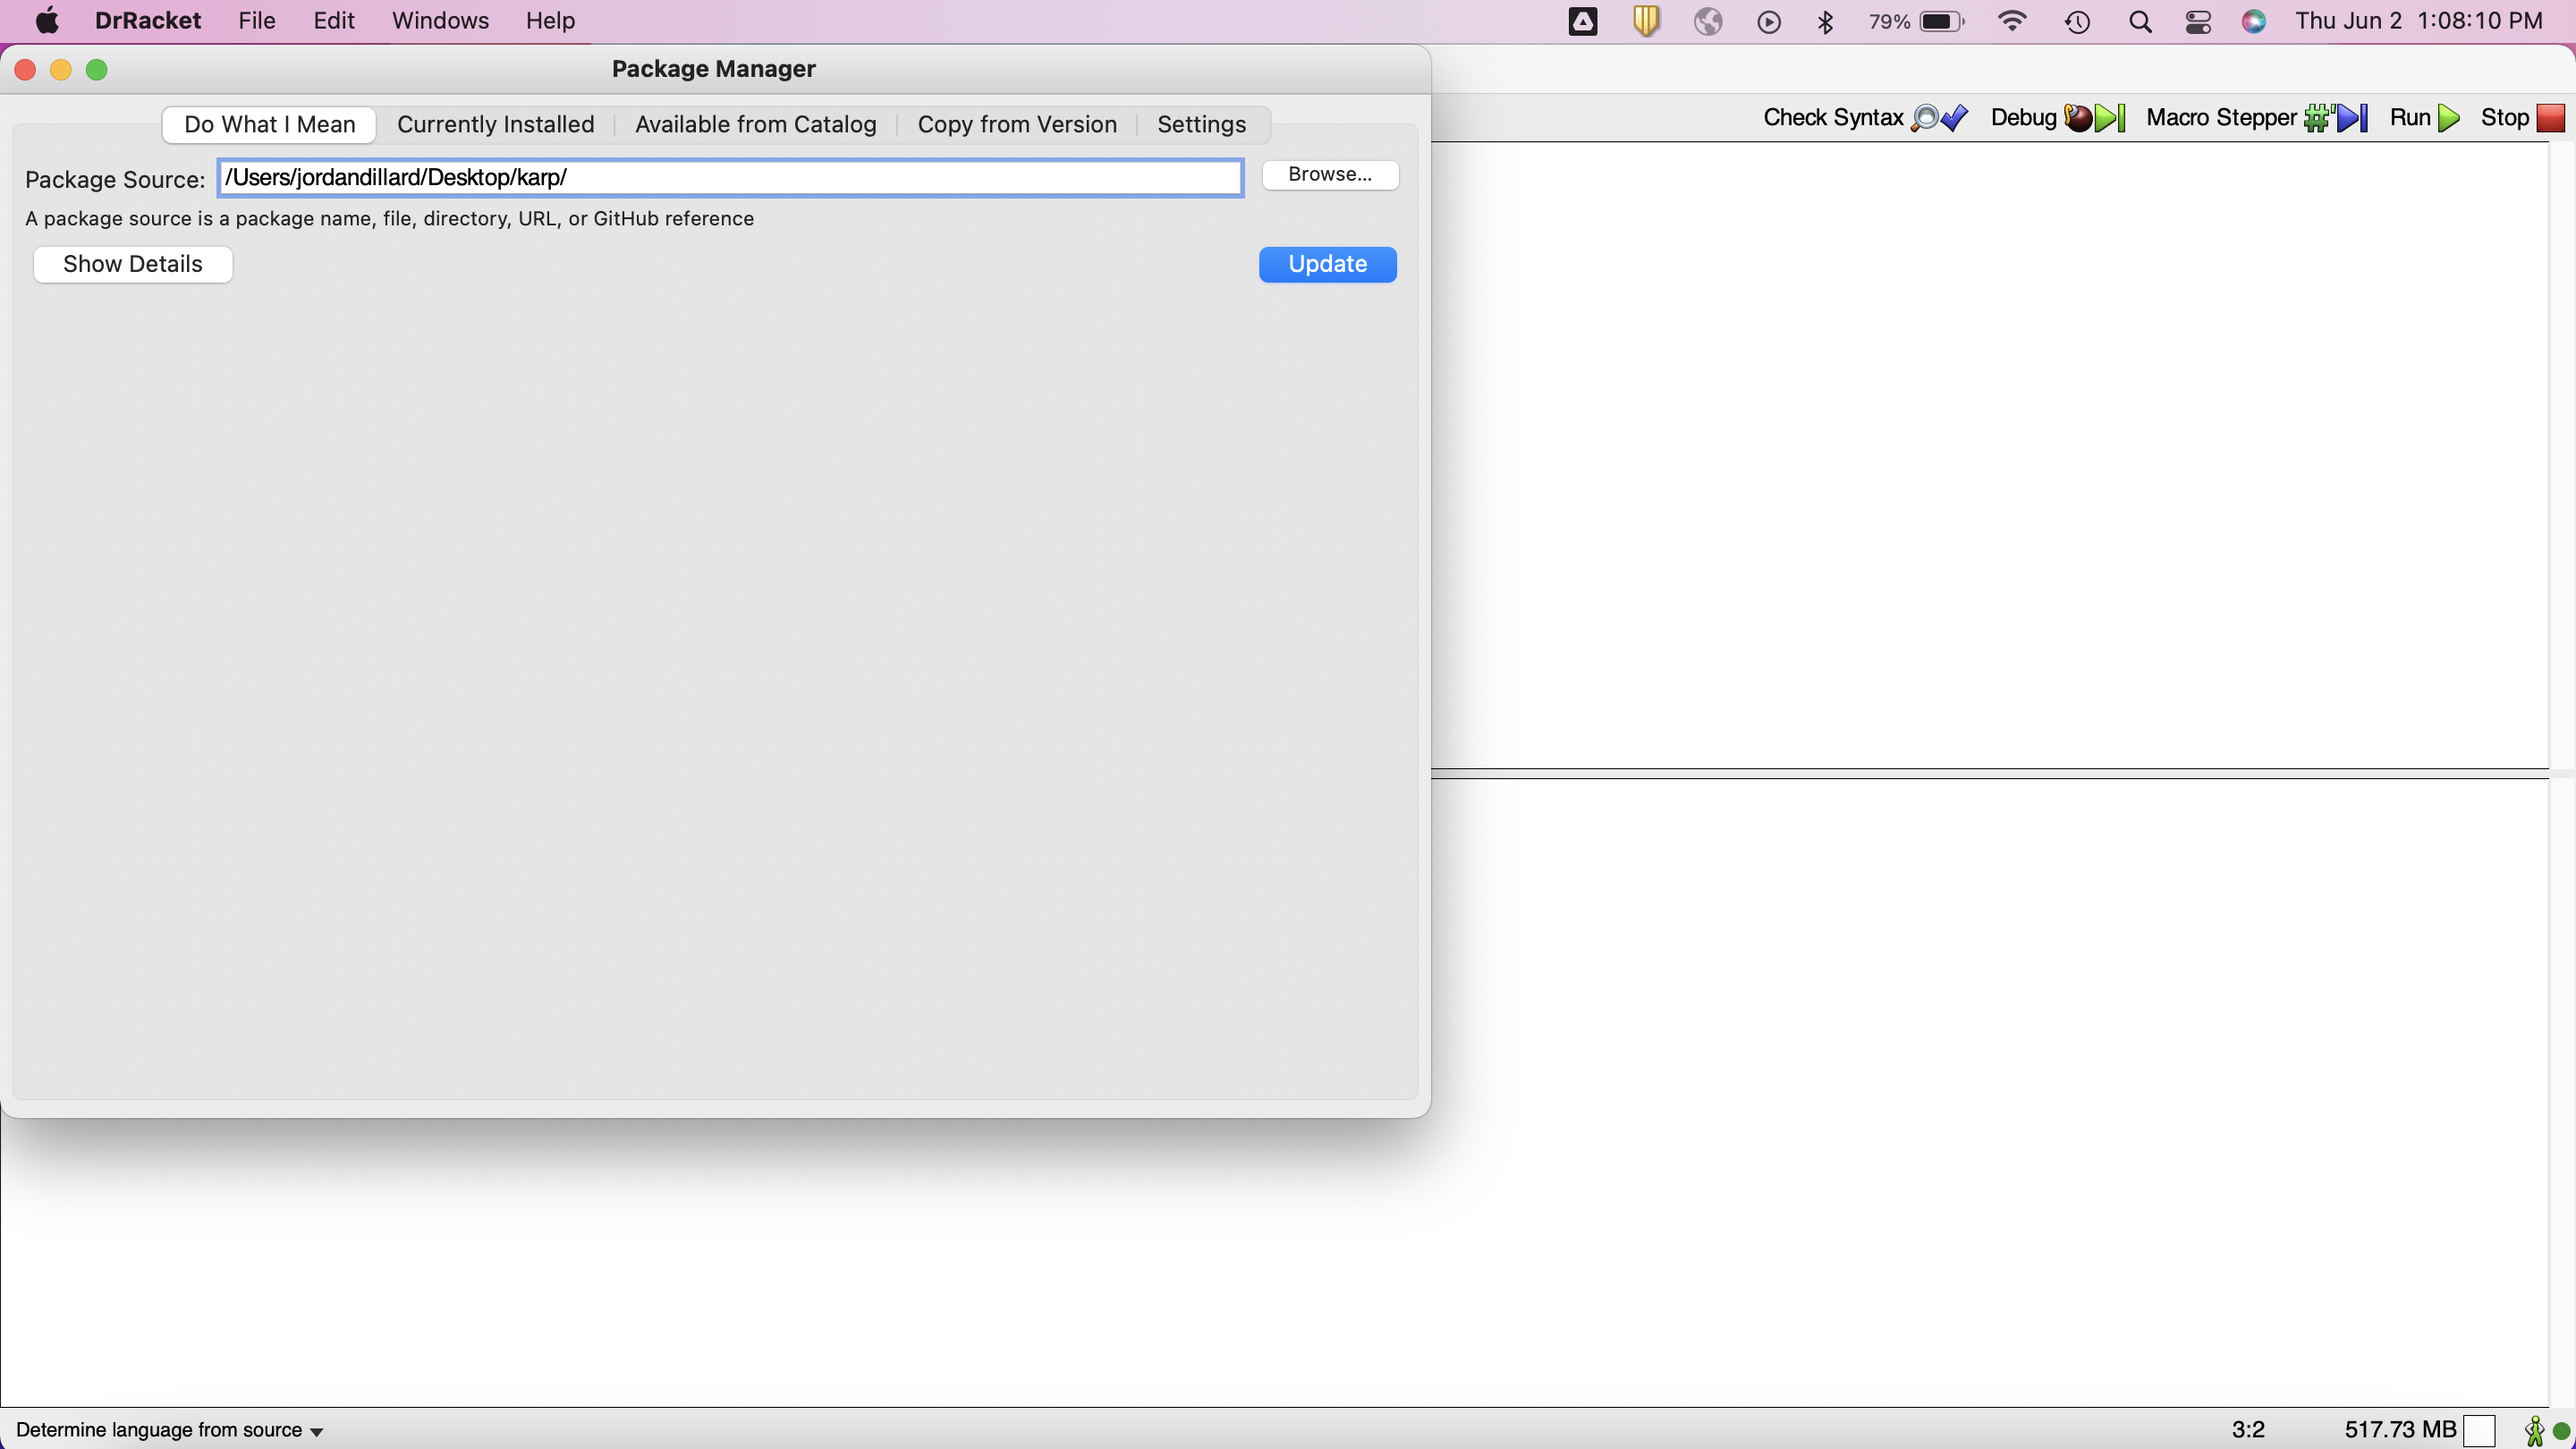 DrRacket File Edit Windows Help 79% Thu Jun 2 1:08:10 PM
Package Manager
Do What I Mean Currently Installed Available from Catalog Copy from Version Settings
Check Syntax Debug Macro Stepper #' Run Stop
Package Source: /Users/jordandillard/Desktop/karp/ Browse...
A package source is a package name, file, directory, URL, or GitHub reference
Show Details Update
Determine language from source 3:2 517.73 MB